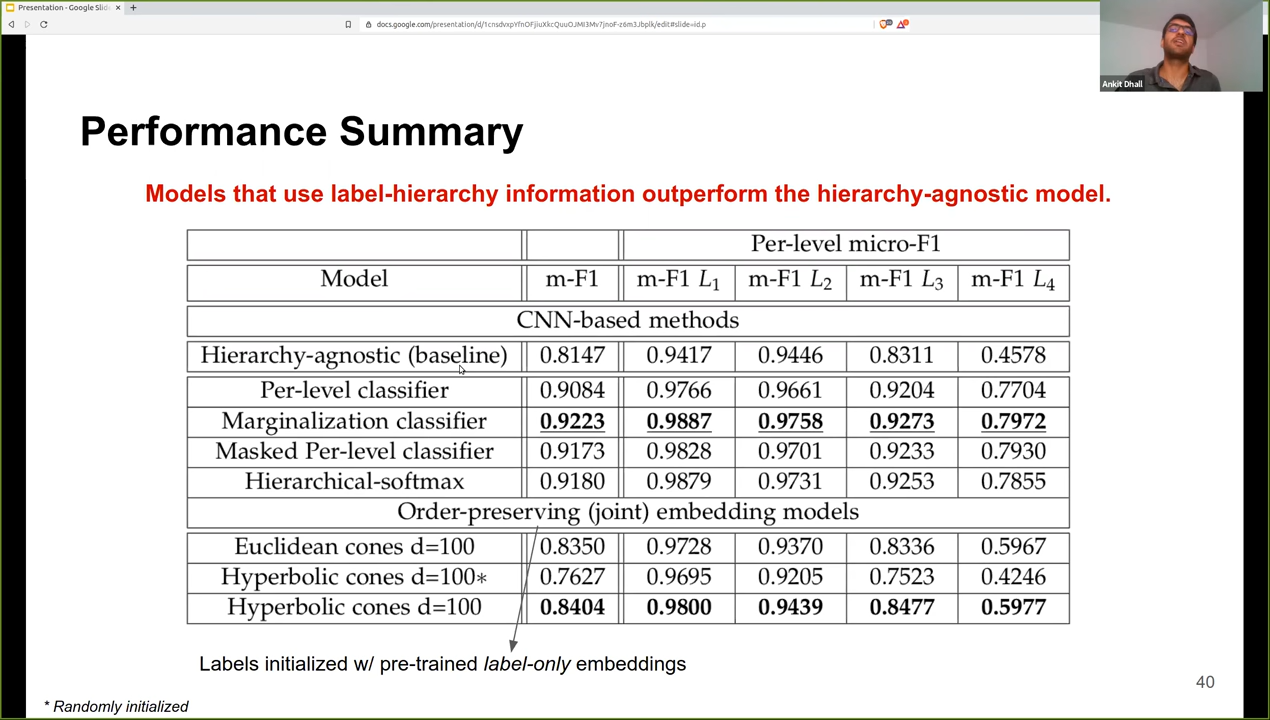 Presentation - Google Slid
docs.google.com/presentation/d/
Ankit Dhall
Performance Summary
Models that use label-hierarchy information outperform the hierarchy-agnostic model.
Per-level micro-F1
Model m-F1 m-F1 L1 m-F1 L2 m-F1 L3 m-F1 L4
CNN-based methods
Hierarchy-agnostic (baseline) 0.8147 0.9417 0.9446 0.8311 0.4578
Per-level classifier 0.9084 0.9766 0.9661 0.9204 0.7704
Marginalization classifier 0.9223 0.9887 0.9758 0.9273 0.7972
Masked Per-level classifier 0.9173 0.9828 0.9701 0.9233 0.7930
Hierarchical-softmax 0.9180 0.9879 0.9731 0.9253 0.7855
Order-preserving (joint) embedding models
Euclidean cones d=100 0.8350 0.9728 0.9370 0.8336 0.5967
Hyperbolic cones d=100* 0.7627 0.9695 0.9205 0.7523 0.4246
Hyperbolic cones d=100 0.8404 0.9800 0.9439 0.8477 0.5977
Labels initialized w/ pre-trained label-only embeddings
40
* Randomly initialized